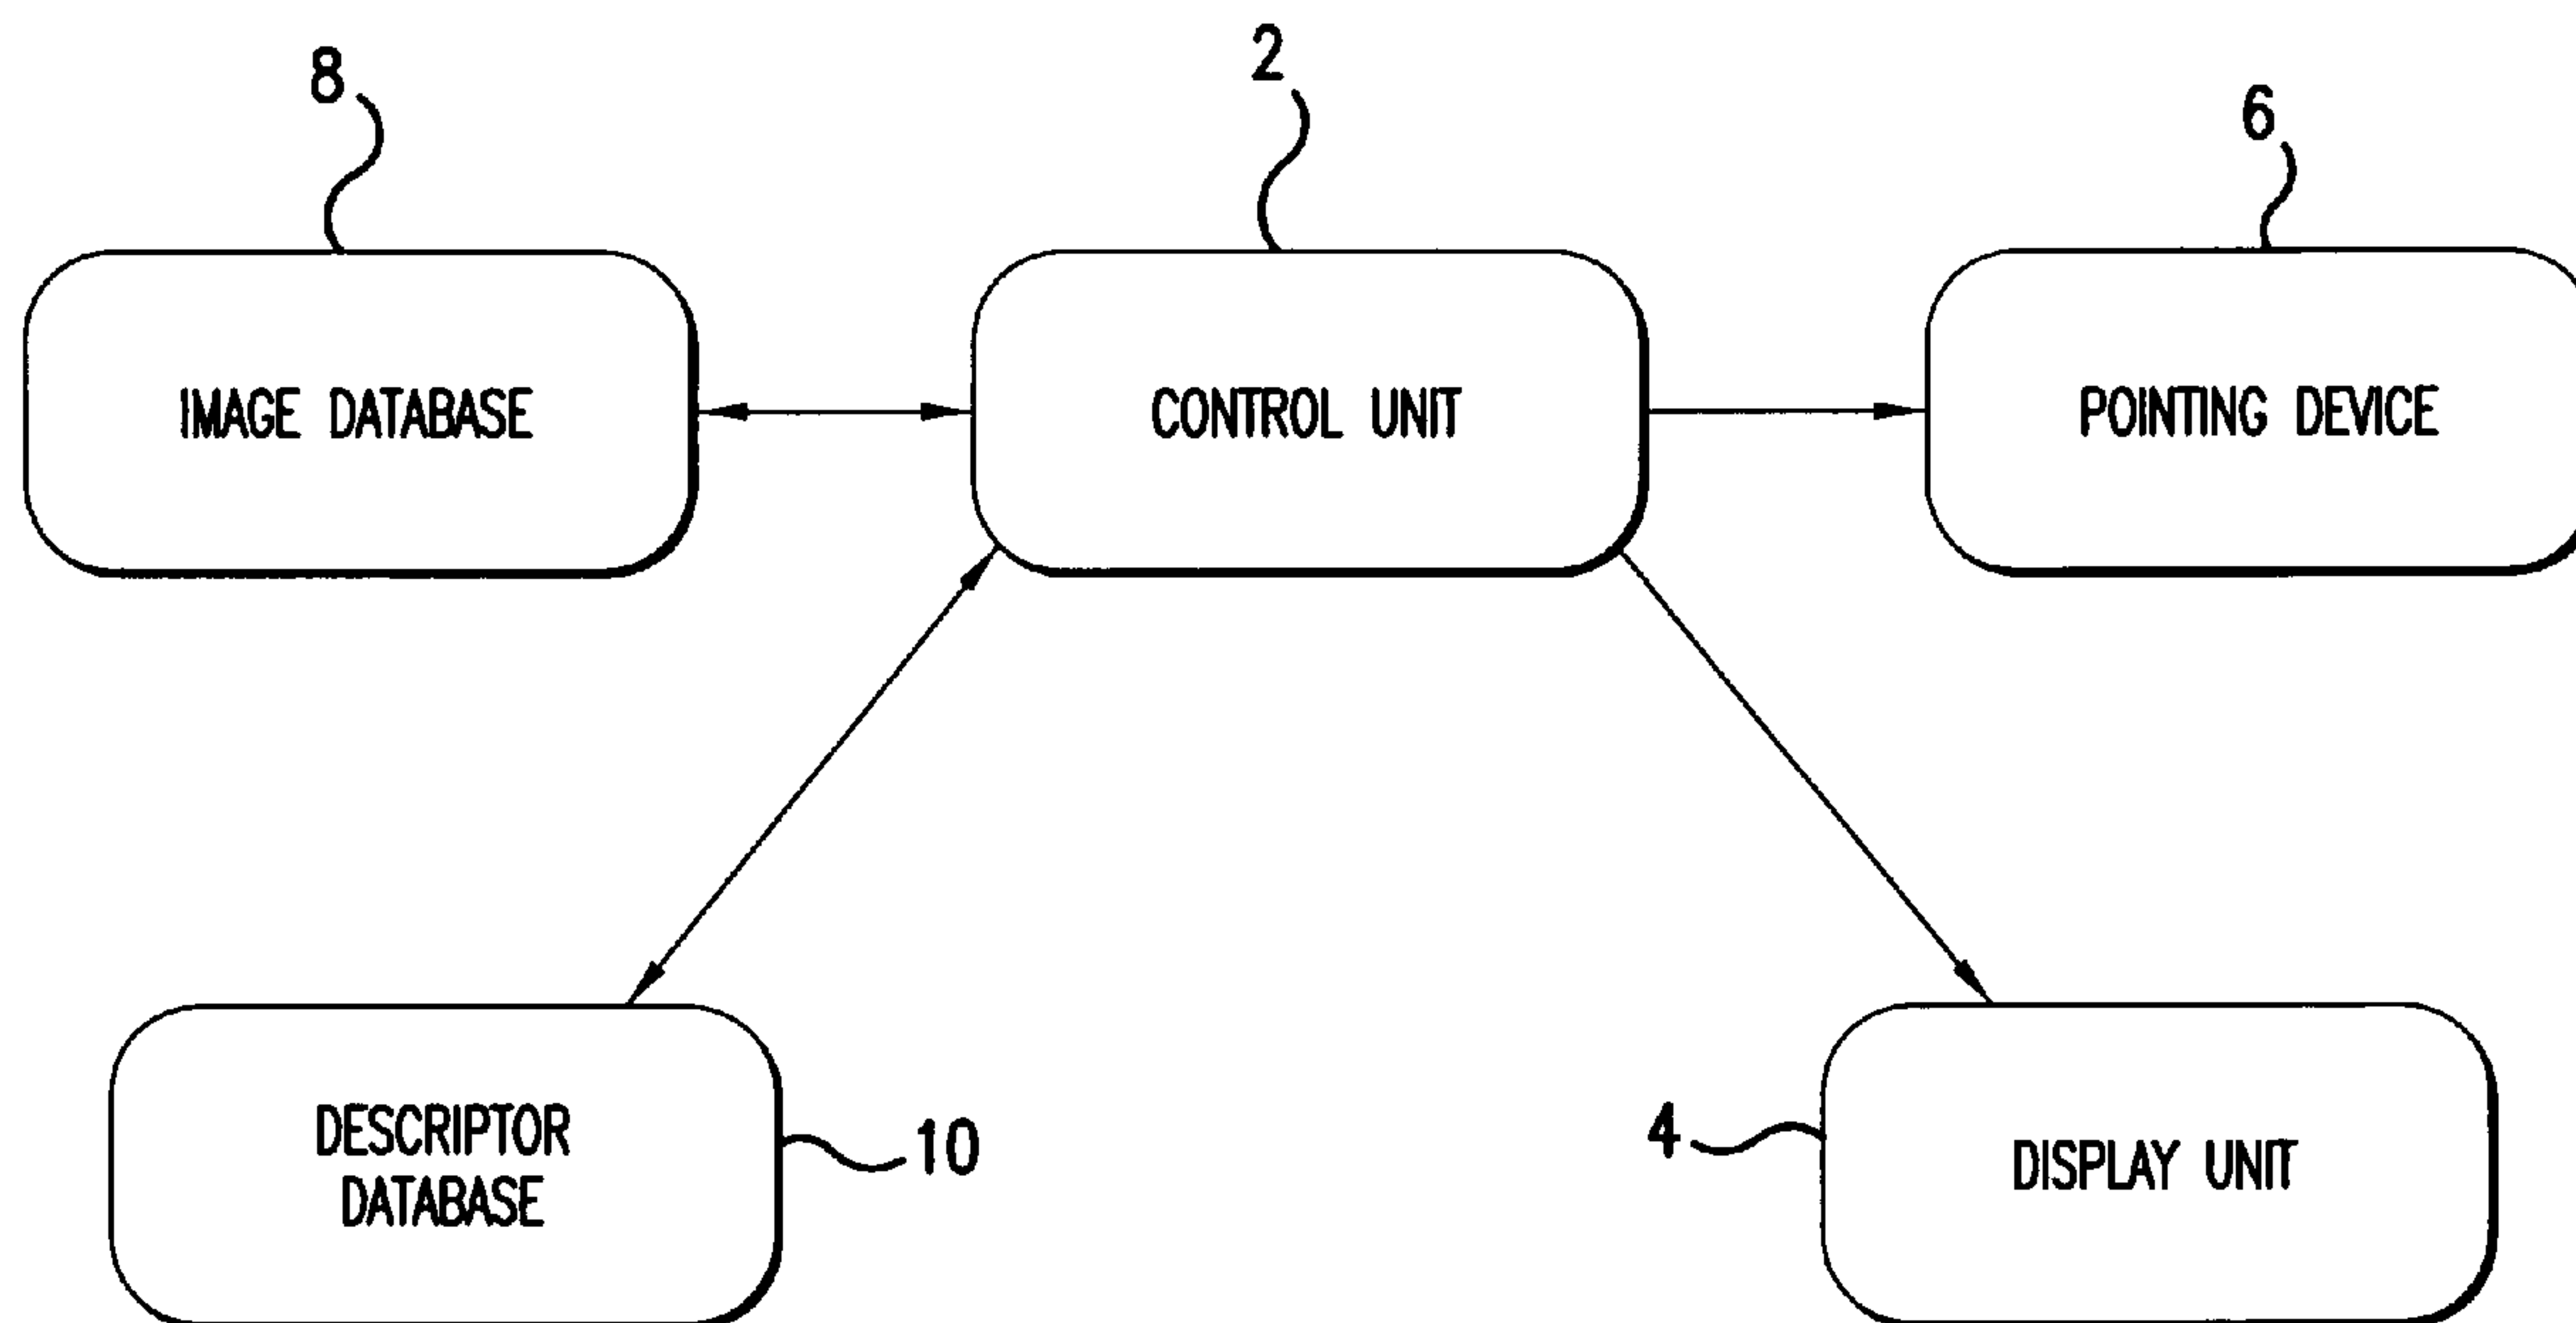 8
2
6
IMAGE DATABASE
CONTROL UNIT
POINTING DEVICE
DESCRIPTOR
DATABASE
10
4
DISPLAY UNIT